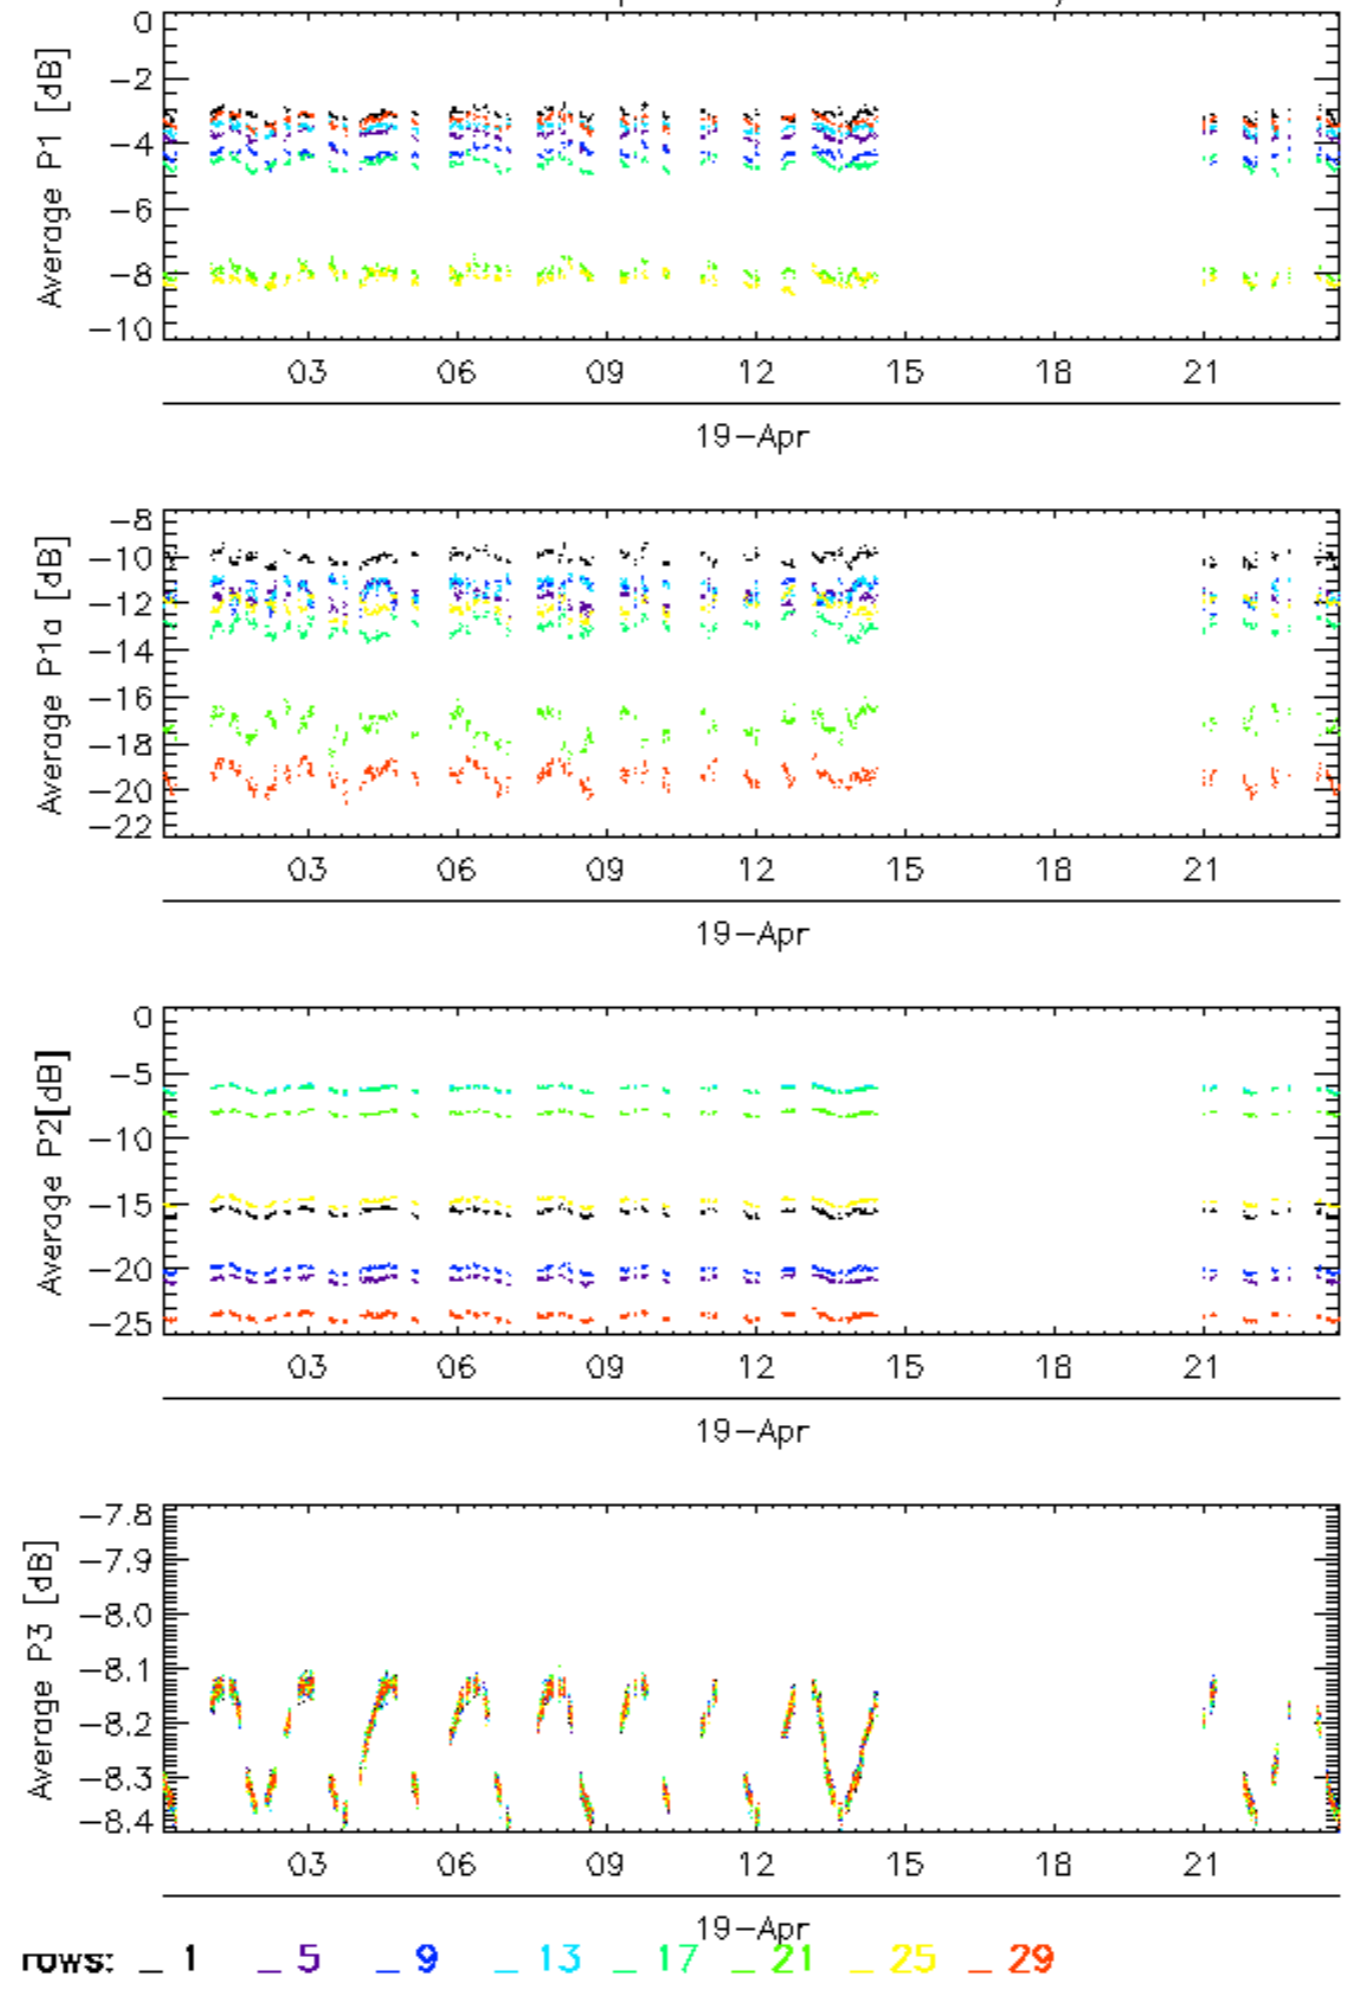 0
−2
−4
−6
−8
−10
Average P1 [dB]
03 06 09 12 15 18 21
19−Apr
−8
−10
−12
−14
−16
−18
−20
−22
Average P1a [dB]
03 06 09 12 15 18 21
19−Apr
0
−5
−10
−15
−20
−25
Average P2[dB]
03 06 09 12 15 18 21
19−Apr
−7.8
−7.9
−8.0
−8.1
−8.2
−8.3
−8.4
Average P3 [dB]
03 06 09 12 15 18 21
19−Apr
rows: _ 1 _ 5 _ 9 _ 13 _ 17 _ 21 _ 25 _ 29